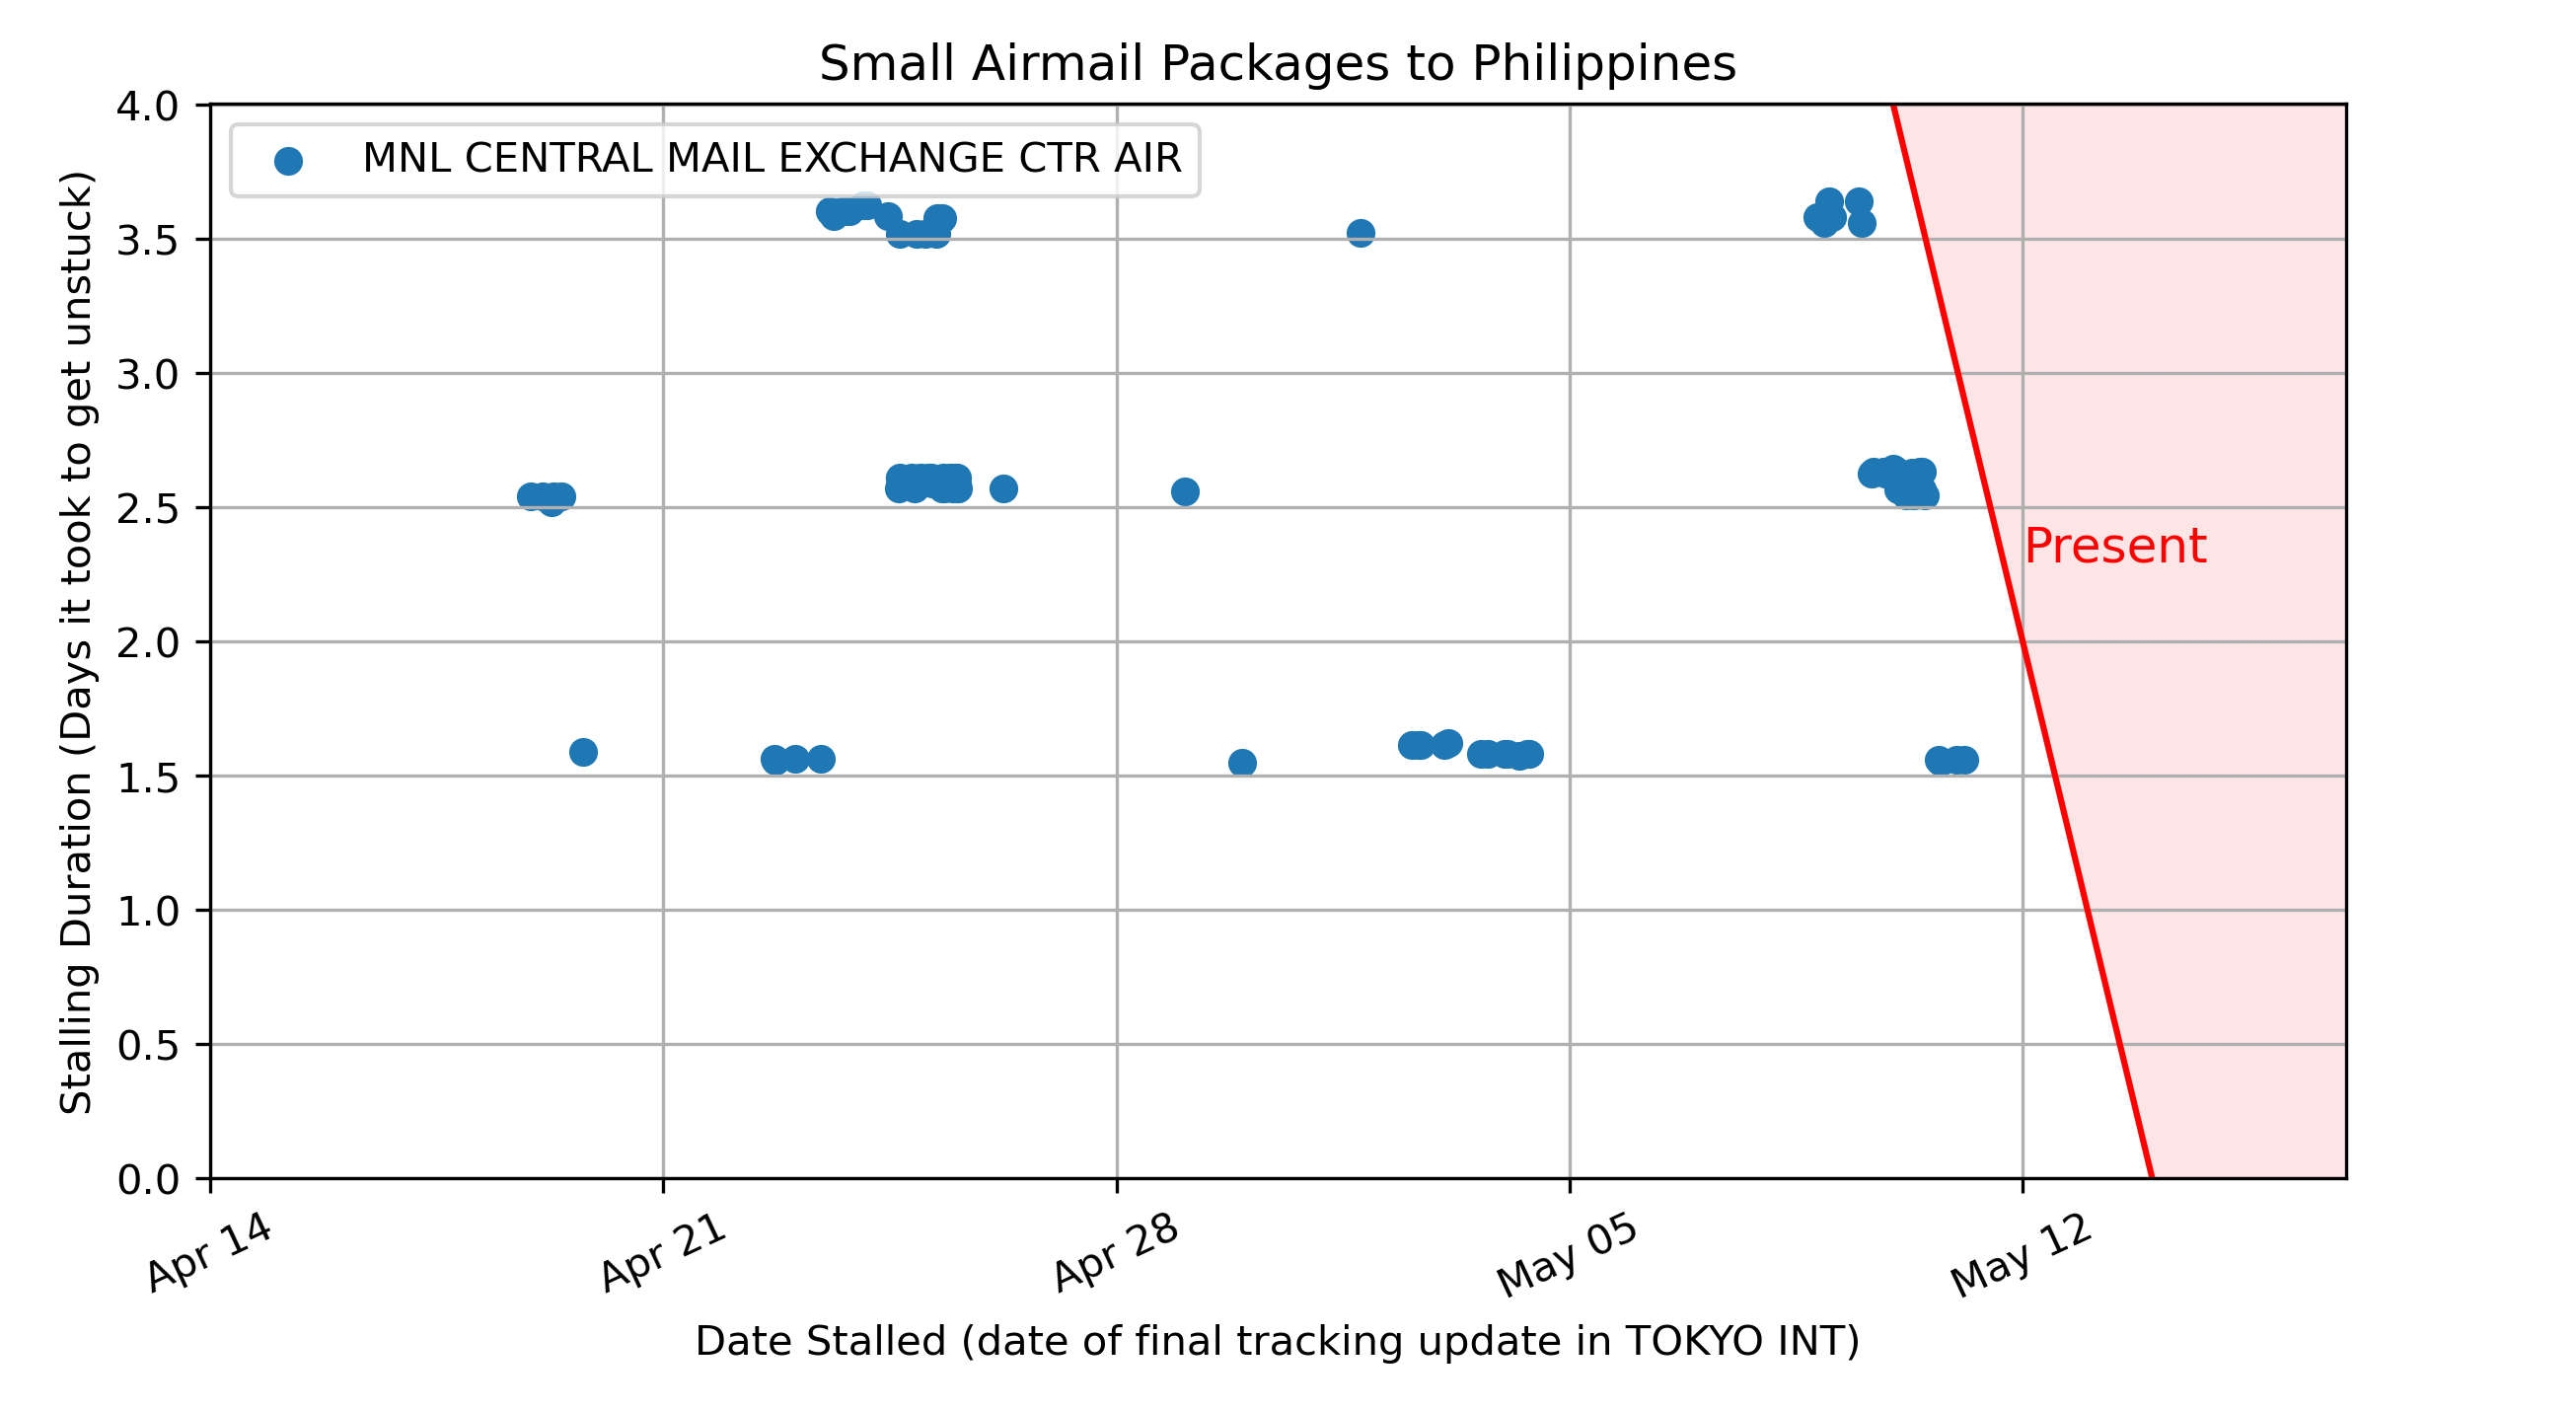 Small Airmail Packages to Philippines
MNL CENTRAL MAIL EXCHANGE CTR AIR
Stalling Duration (Days it took to get unstuck)
4.0
3.5
3.0
2.5
2.0
1.5
1.0
0.5
0.0
Present
Apr 14
Apr 21
Apr 28
May 05
May 12
Date Stalled (date of final tracking update in TOKYO INT)